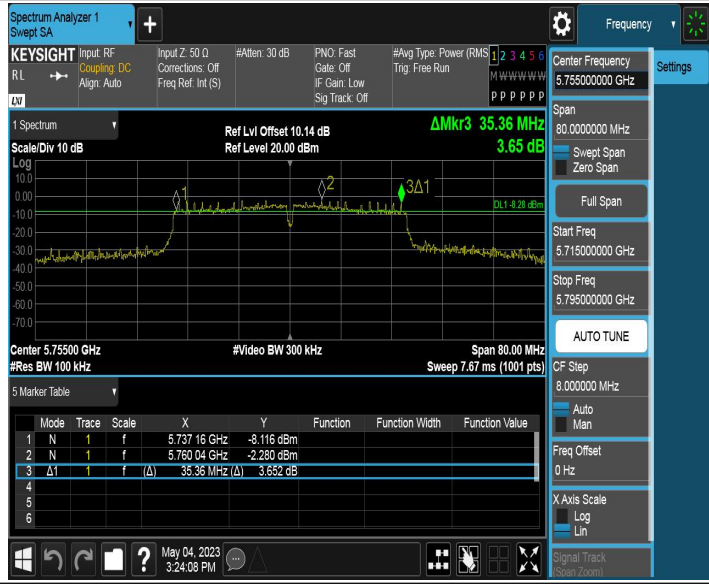 Spectrum Analyzer 1
Swept SA
Frequency
KEYSIGHT
RL
LXI
Input: RF
Coupling: DC
Align: Auto
Input Z: 50 Ω
Corrections: Off
Freq Ref: Int (S)
#Atten: 30 dB
PNO: Fast
Gate: Off
IF Gain: Low
Sig Track: Off
#Avg Type: Power (RMS
Trig: Free Run
1 2 3 4 5 6
M W W W W W
P P P P P P
Center Frequency
5.755000000 GHz
Settings
Span
80.0000000 MHz
Swept Span
Zero Span
Full Span
Start Freq
5.715000000 GHz
Stop Freq
5.795000000 GHz
AUTO TUNE
CF Step
8.000000 MHz
Auto
Man
Freq Offset
0 Hz
X Axis Scale
Log
Lin
Signal Track
(Span Zoom)
1 Spectrum
Scale/Div 10 dB
Ref Lvl Offset 10.14 dB
Ref Level 20.00 dBm
ΔMkr3 35.36 MHz
3.65 dB
Log
10.0
0.00
-10.0
-20.0
-30.0
-40.0
-50.0
-60.0
-70.0
1
2
3Δ1
DL1 -8.28 dBm
Center 5.75500 GHz
#Res BW 100 kHz
#Video BW 300 kHz
Span 80.00 MHz
Sweep 7.67 ms (1001 pts)
5 Marker Table
Mode Trace Scale X Y Function Function Width Function Value
1 N 1 f 5.737 16 GHz -8.116 dBm
2 N 1 f 5.760 04 GHz -2.280 dBm
3 Δ1 1 f (Δ) 35.36 MHz (Δ) 3.652 dB
4
5
6
?
May 04, 2023
3:24:08 PM